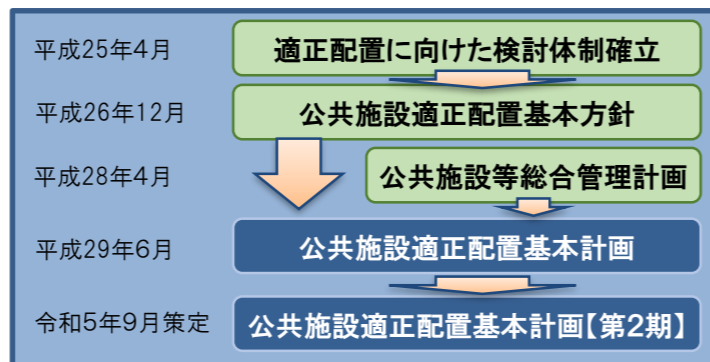 平成25年4月 適正配置に向けた検討体制確立
平成26年12月 公共施設適正配置基本方針
平成28年4月 公共施設等総合管理計画
平成29年6月 公共施設適正配置基本計画
令和5年9月策定 公共施設適正配置基本計画【第2期】